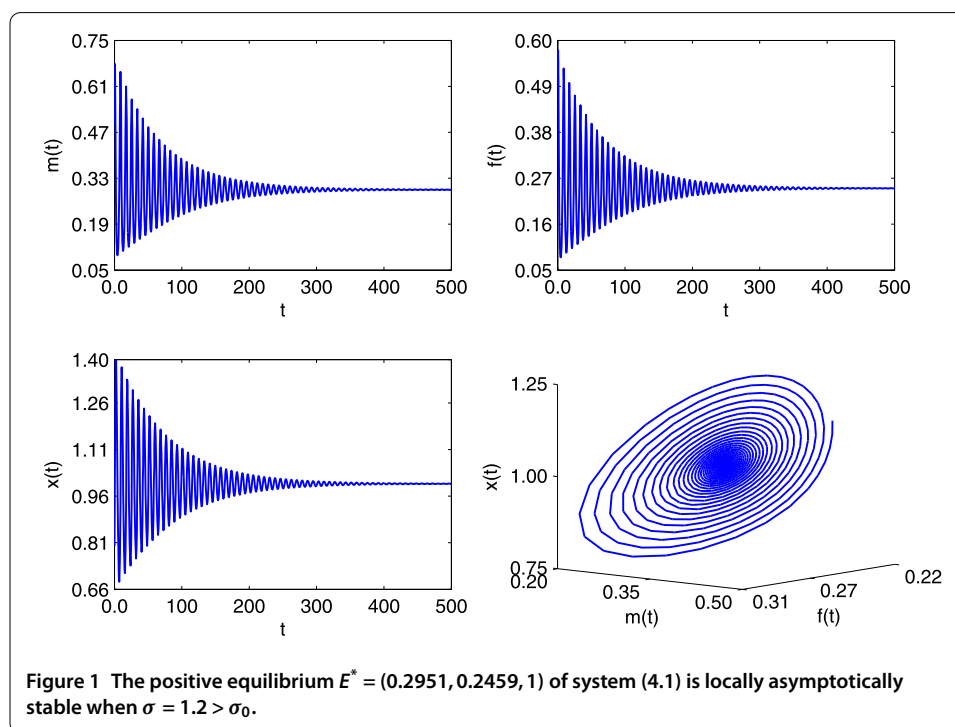 0.75
0.61
0.47
0.33
0.19
0.05
m(t)
0.0 100 200 300 400 500
t
0.60
0.49
0.38
0.27
0.16
0.05
f(t)
0.0 100 200 300 400 500
t
1.40
1.26
1.11
0.96
0.81
0.66
x(t)
0.0 100 200 300 400 500
t
1.25
1.00
0.75
x(t)
0.20 0.35 0.50
m(t)
0.31 0.27 0.22
f(t)
Figure 1 The positive equilibrium E* = (0.2951, 0.2459, 1) of system (4.1) is locally asymptotically
stable when σ = 1.2 > σ₀.